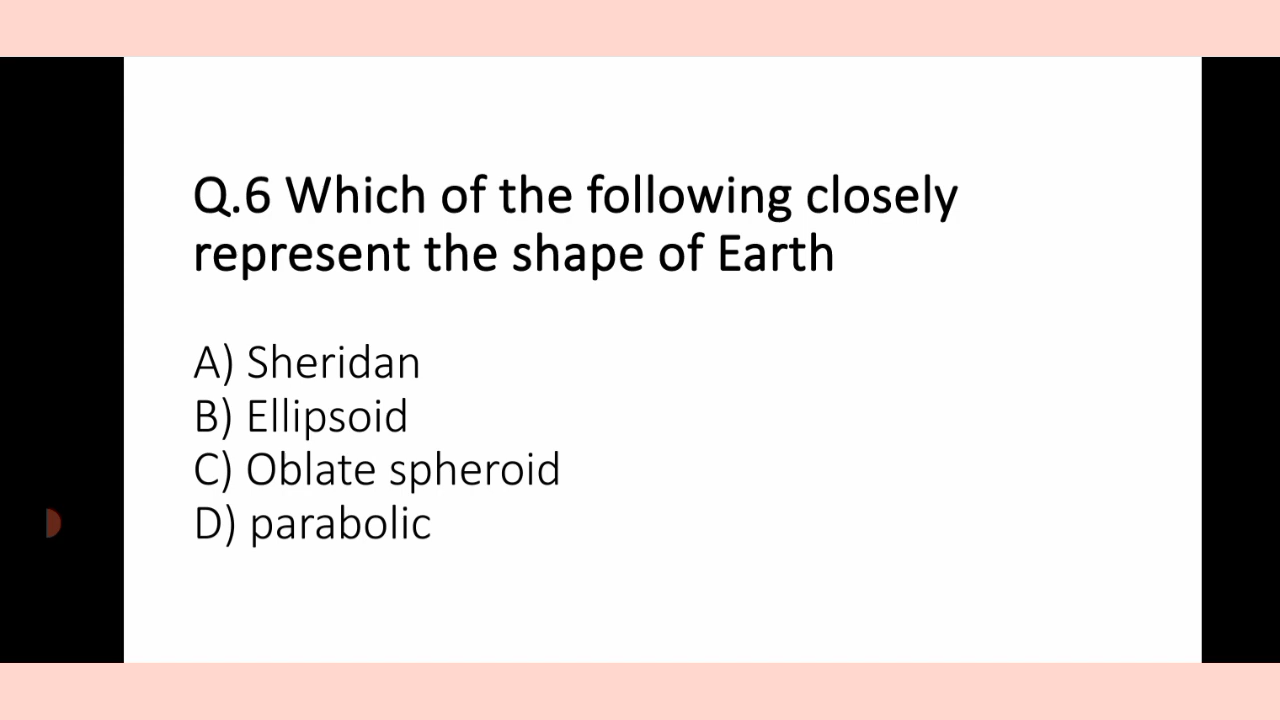 Q.6 Which of the following closely
represent the shape of Earth
A) Sheridan
B) Ellipsoid
C) Oblate spheroid
D) parabolic